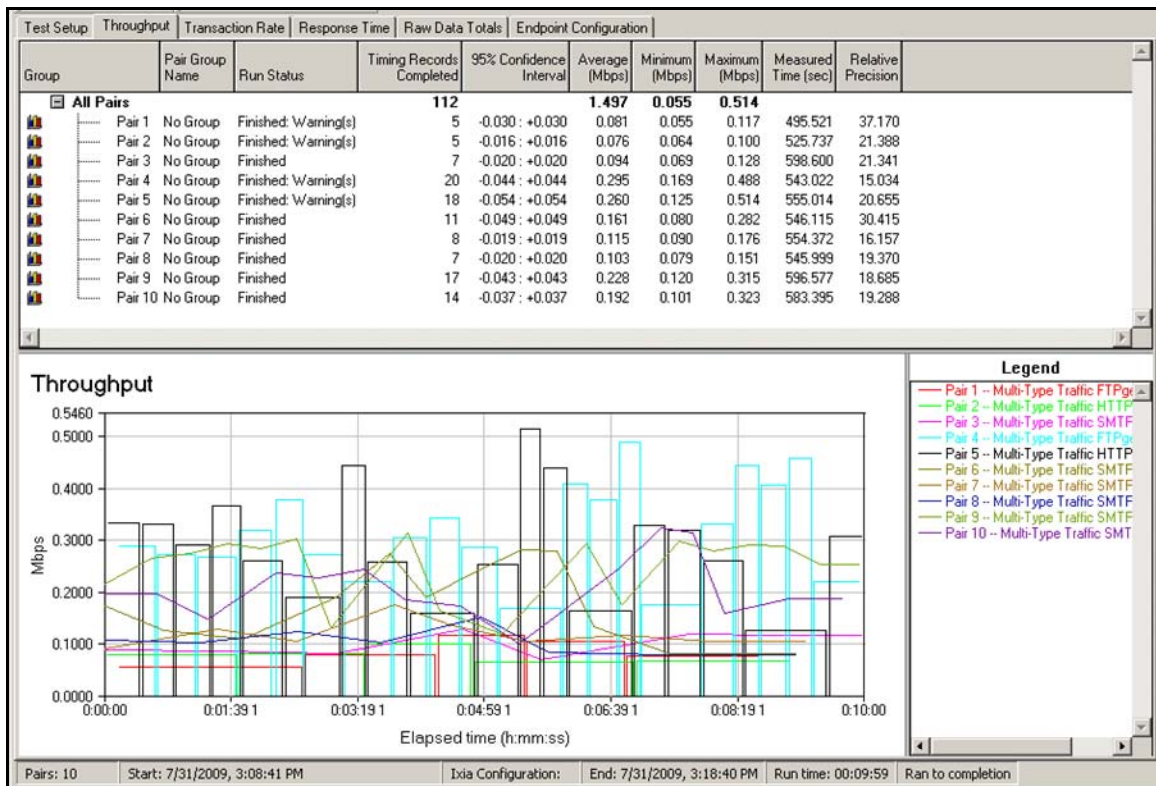 Test Setup Throughput Transaction Rate Response Time Raw Data Totals Endpoint Configuration
Group Pair Group Name Run Status Timing Records Completed 95% Confidence Interval Average (Mbps) Minimum (Mbps) Maximum (Mbps) Measured Time (sec) Relative Precision
All Pairs 112 1.497 0.055 0.514
Pair 1 No Group Finished: Warning(s) 5 -0.030 : +0.030 0.081 0.055 0.117 495.521 37.170
Pair 2 No Group Finished: Warning(s) 5 -0.016 : +0.016 0.076 0.064 0.100 525.737 21.388
Pair 3 No Group Finished 7 -0.020 : +0.020 0.094 0.069 0.128 598.600 21.341
Pair 4 No Group Finished: Warning(s) 20 -0.044 : +0.044 0.295 0.169 0.488 543.022 15.034
Pair 5 No Group Finished: Warning(s) 18 -0.054 : +0.054 0.260 0.125 0.514 555.014 20.655
Pair 6 No Group Finished 11 -0.049 : +0.049 0.161 0.080 0.282 546.115 30.415
Pair 7 No Group Finished 8 -0.019 : +0.019 0.115 0.090 0.176 554.372 16.157
Pair 8 No Group Finished 7 -0.020 : +0.020 0.103 0.079 0.151 545.999 19.370
Pair 9 No Group Finished 17 -0.043 : +0.043 0.228 0.120 0.315 596.577 18.685
Pair 10 No Group Finished 14 -0.037 : +0.037 0.192 0.101 0.323 583.395 19.288
Throughput
0.5460
0.5000
0.4000
0.3000
0.2000
0.1000
0.0000
Mbps
0:00:00 0:01:39 1 0:03:19 1 0:04:59 1 0:06:39 1 0:08:19 1 0:10:00
Elapsed time (h:mm:ss)
Legend
Pair 1 -- Multi-Type Traffic FTPge
Pair 2 -- Multi-Type Traffic HTTP
Pair 3 -- Multi-Type Traffic SMTF
Pair 4 -- Multi-Type Traffic FTPge
Pair 5 -- Multi-Type Traffic HTTP
Pair 6 -- Multi-Type Traffic SMTF
Pair 7 -- Multi-Type Traffic SMTF
Pair 8 -- Multi-Type Traffic SMTF
Pair 9 -- Multi-Type Traffic SMTF
Pair 10 -- Multi-Type Traffic SMT
Pairs: 10 Start: 7/31/2009, 3:08:41 PM Ixia Configuration: End: 7/31/2009, 3:18:40 PM Run time: 00:09:59 Ran to completion